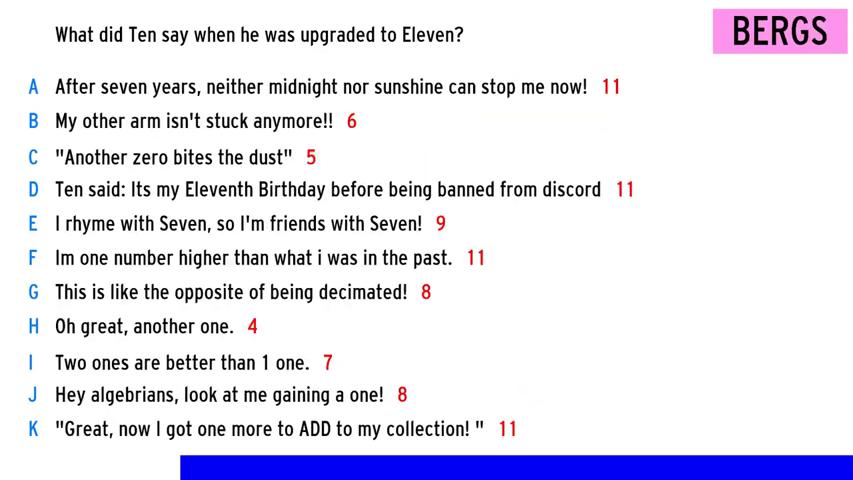 What did Ten say when he was upgraded to Eleven?
BERGS
A After seven years, neither midnight nor sunshine can stop me now! 11
B My other arm isn't stuck anymore!! 6
C "Another zero bites the dust" 5
D Ten said: Its my Eleventh Birthday before being banned from discord 11
E I rhyme with Seven, so I'm friends with Seven! 9
F Im one number higher than what i was in the past. 11
G This is like the opposite of being decimated! 8
H Oh great, another one. 4
I Two ones are better than 1 one. 7
J Hey algebrians, look at me gaining a one! 8
K "Great, now I got one more to ADD to my collection! " 11